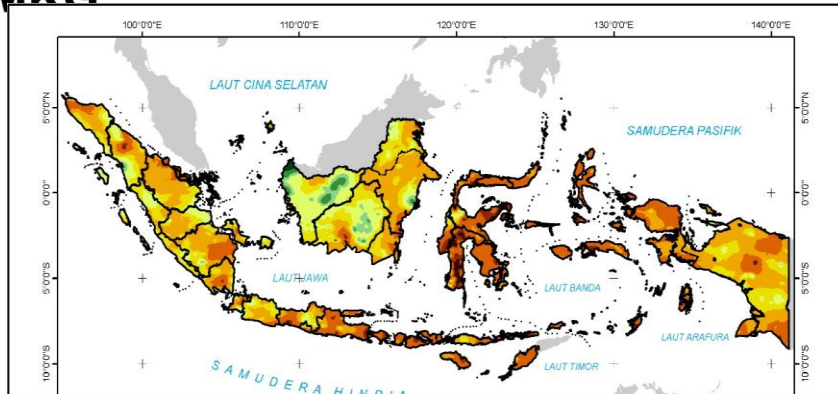 100°0'0"E 110°0'0"E 120°0'0"E 130°0'0"E 140°0'0"E
LAUT CINA SELATAN
5°0'0"N 5°0'0"N
SAMUDERA PASIFIK
0°0'0" 0°0'0"
LAUT JAWA
5°0'0"S 5°0'0"S
LAUT BANDA
LAUT ARAFURA
10°0'0"S 10°0'0"S
LAUT TIMOR
SAMUDERA HINDIA